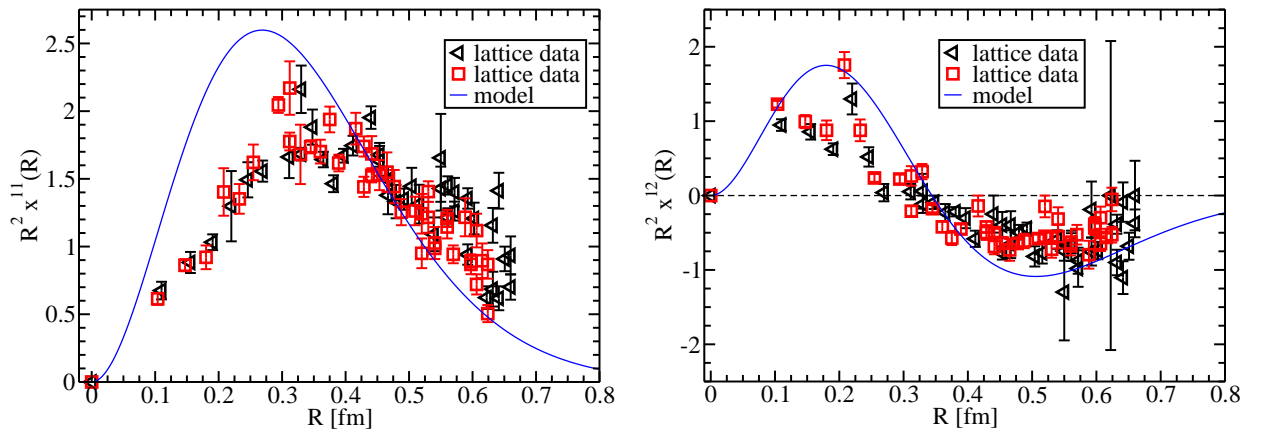 R² x¹¹(R)
2.5
2
1.5
1
0.5
0
lattice data
lattice data
model
0 0.1 0.2 0.3 0.4 0.5 0.6 0.7 0.8
R [fm]
R² x¹²(R)
2
1
0
-1
-2
lattice data
lattice data
model
0 0.1 0.2 0.3 0.4 0.5 0.6 0.7 0.8
R [fm]